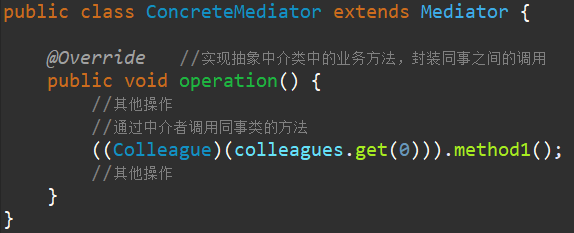 public class ConcreteMediator extends Mediator {
@Override //实现抽象中介类中的业务方法，封装同事之间的调用
public void operation() {
//其他操作
//通过中介者调用同事类的方法
((Colleague)(colleagues.get(0))).method1();
//其他操作
}
}